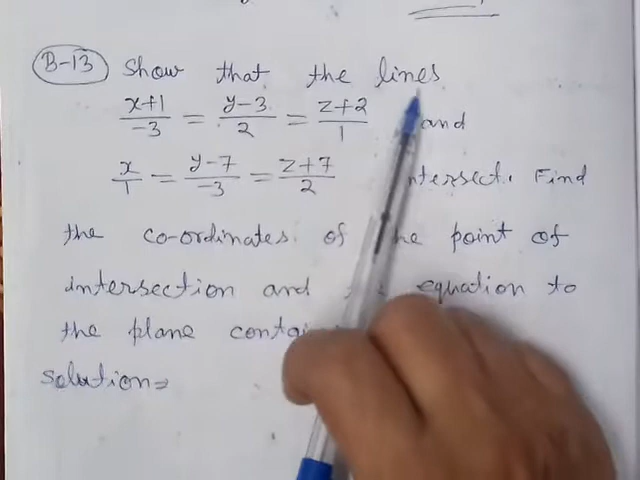 B-13 Show that the lines
x+1/-3 = y-3/2 = z+2/1 and
x/1 = y-7/-3 = z+7/2 intersect. Find
the co-ordinates of the point of
intersection and equation to
the plane
solution⇒